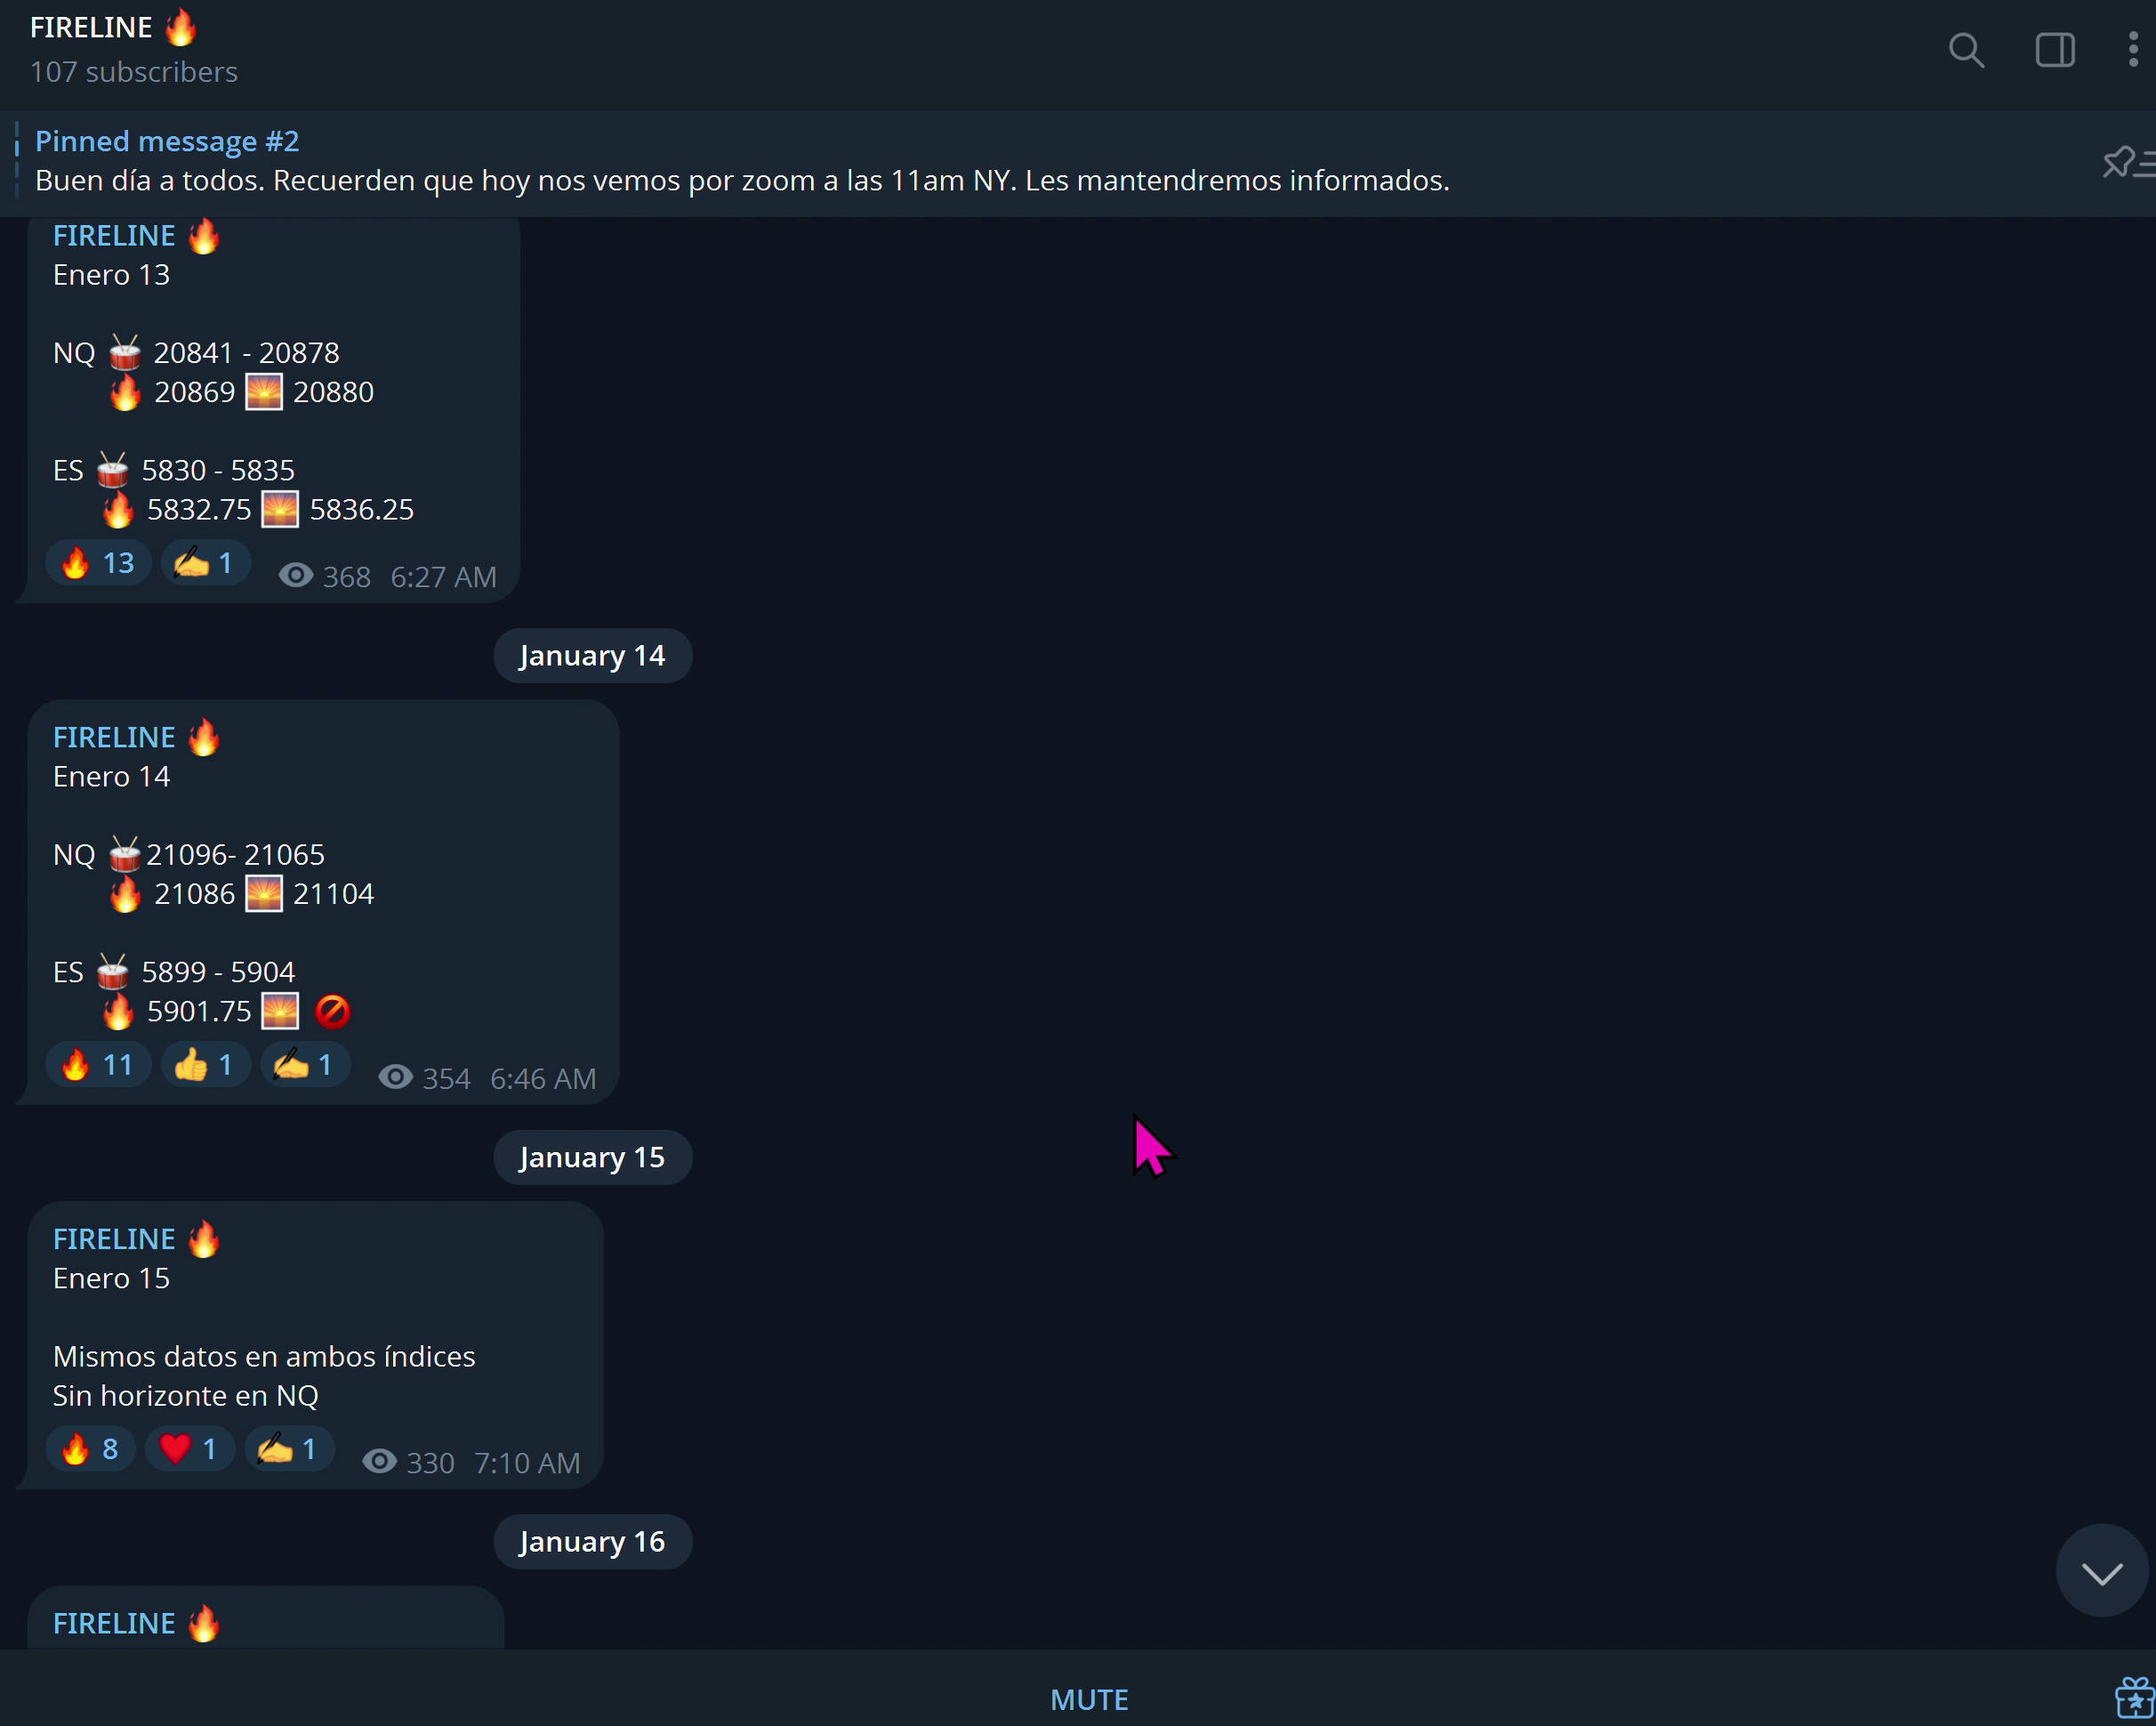 FIRELINE 🔥
107 subscribers
Pinned message #2
Buen día a todos. Recuerden que hoy nos vemos por zoom a las 11am NY. Les mantendremos informados.
FIRELINE 🔥
Enero 13
NQ 🥁 20841 - 20878
🔥 20869 🌅 20880
ES 🥁 5830 - 5835
🔥 5832.75 🌅 5836.25
🔥 13 ✍️ 1 368 6:27 AM
January 14
FIRELINE 🔥
Enero 14
NQ 🥁21096- 21065
🔥 21086 🌅 21104
ES 🥁 5899 - 5904
🔥 5901.75 🌅 🚫
🔥 11 👍 1 ✍️ 1 354 6:46 AM
January 15
FIRELINE 🔥
Enero 15
Mismos datos en ambos índices
Sin horizonte en NQ
🔥 8 ❤️ 1 ✍️ 1 330 7:10 AM
January 16
FIRELINE 🔥
MUTE